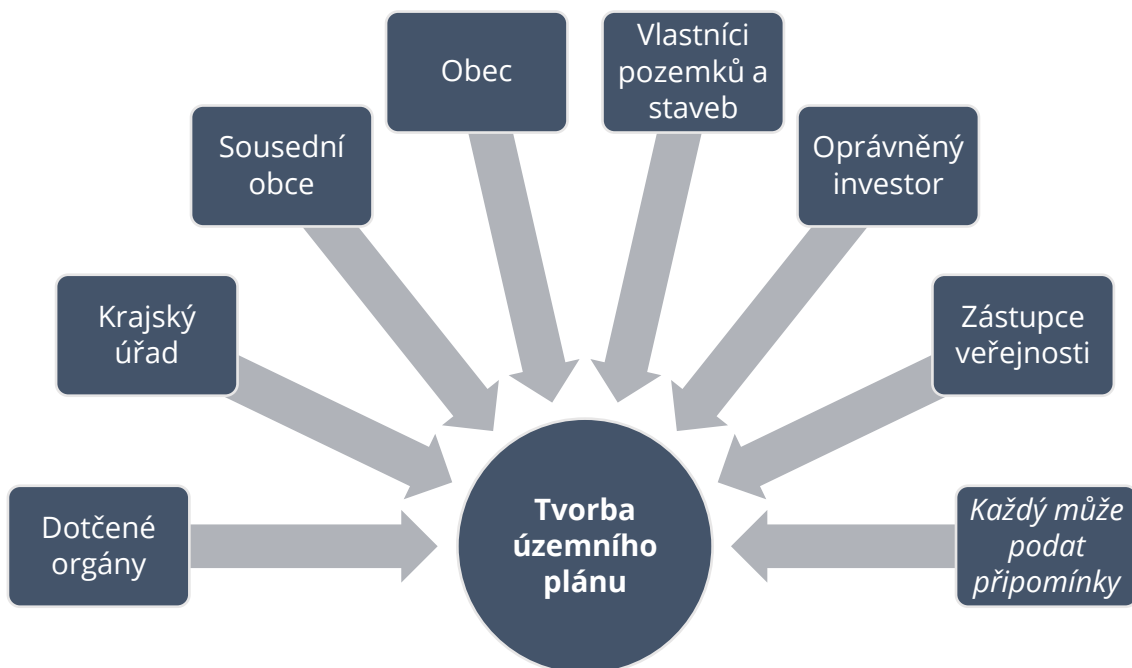 Obec
Vlastníci
pozemků a
staveb
Sousední
obce
Oprávněný
investor
Krajský
úřad
Zástupce
veřejnosti
Dotčené
orgány
Tvorba
územního
plánu
Každý může
podat
připomínky